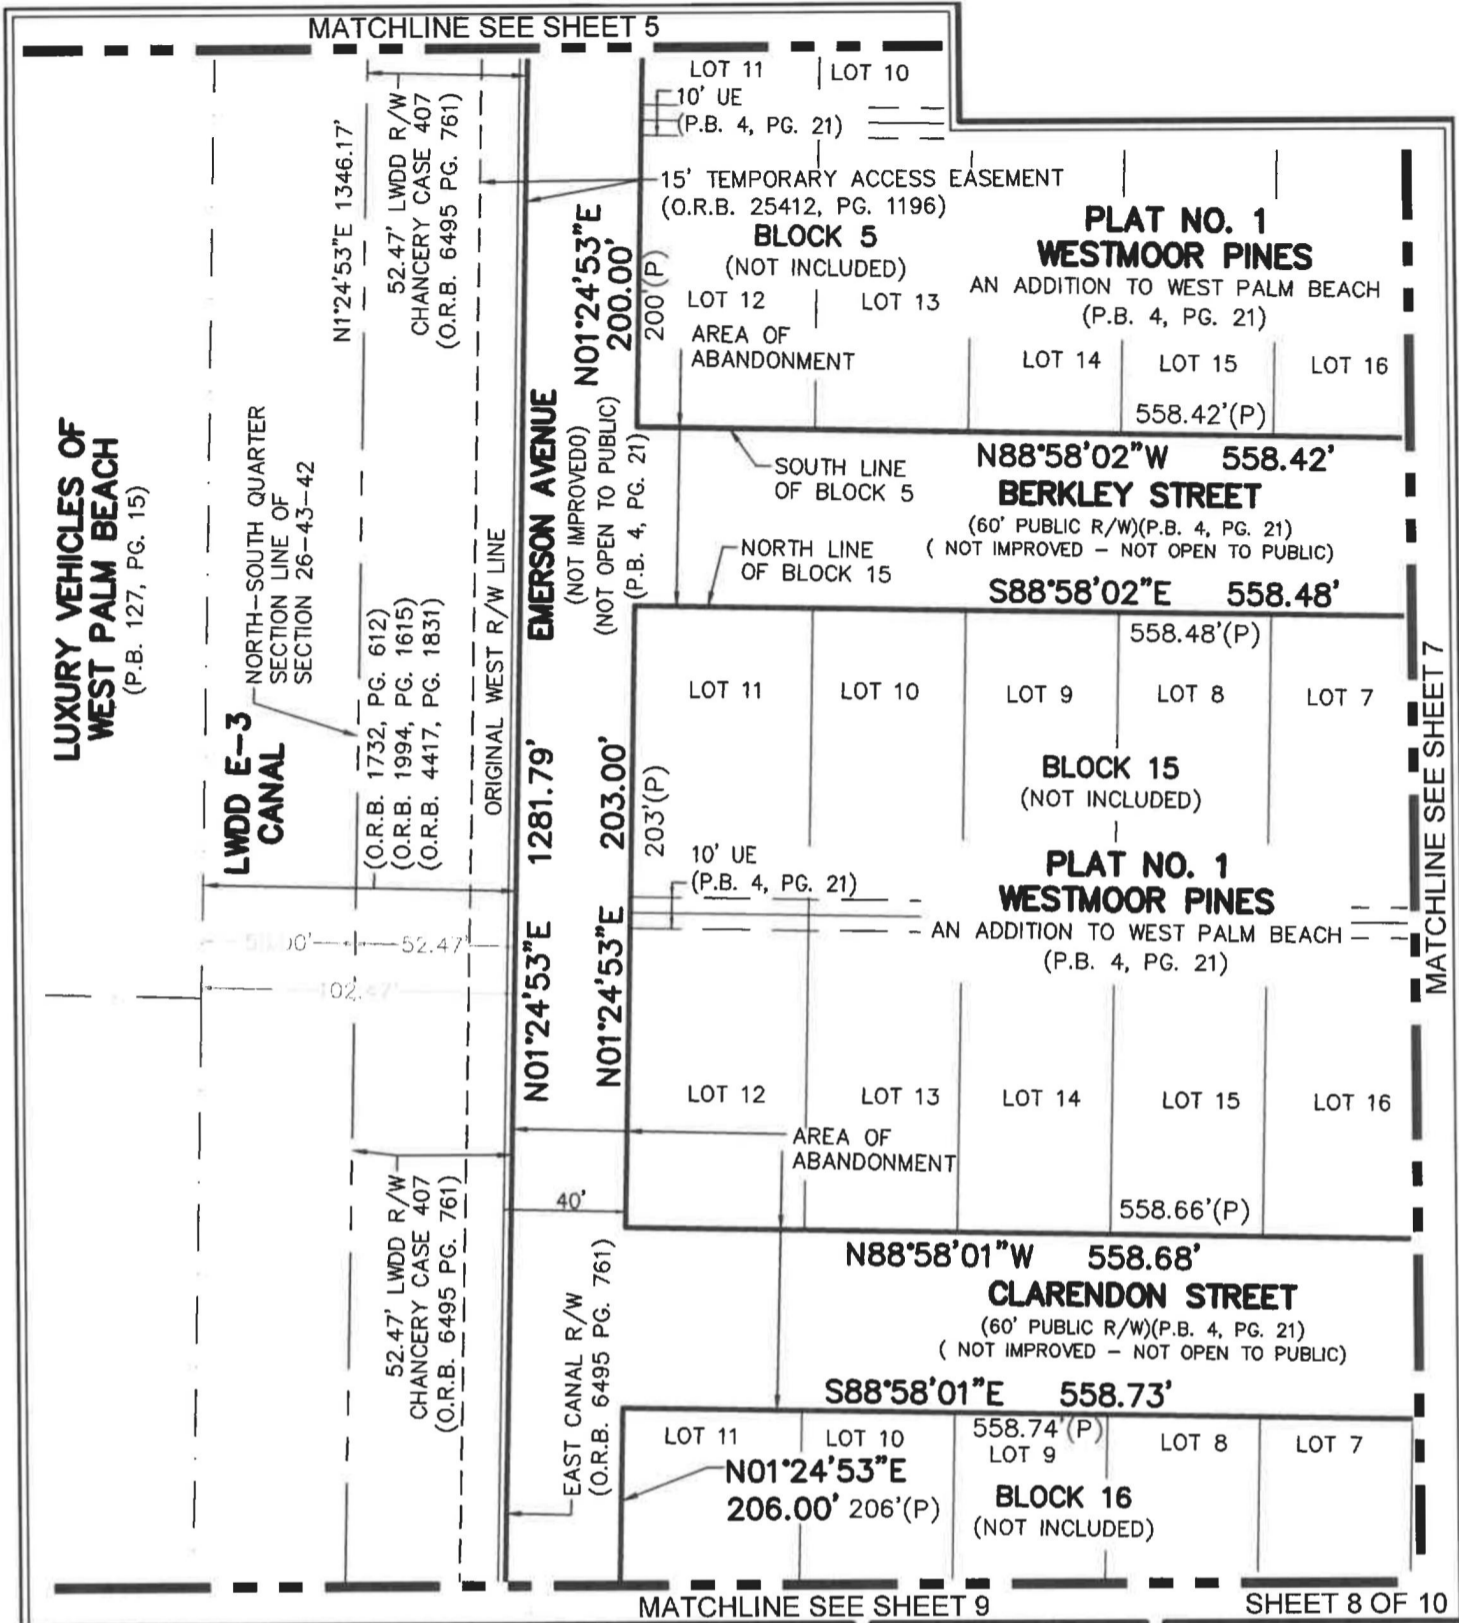 MATCHLINE SEE SHEET 5
LOT 11
LOT 10
10' UE
(P.B. 4, PG. 21)
15' TEMPORARY ACCESS EASEMENT
(O.R.B. 25412, PG. 1196)
BLOCK 5
(NOT INCLUDED)
PLAT NO. 1
WESTMOOR PINES
AN ADDITION TO WEST PALM BEACH
(P.B. 4, PG. 21)
LOT 12
LOT 13
AREA OF
ABANDONMENT
LOT 14
LOT 15
LOT 16
558.42'(P)
N1°24'53"E 1346.17'
52.47' LWDD R/W
CHANCERY CASE 407
(O.R.B. 6495 PG. 761)
N01°24'53"E
200.00'
200'(P)
LUXURY VEHICLES OF
WEST PALM BEACH
(P.B. 127, PG. 15)
NORTH-SOUTH QUARTER
SECTION LINE OF
SECTION 26-43-42
LWDD E-3
CANAL
(O.R.B. 1732, PG. 612)
(O.R.B. 1994, PG. 1615)
(O.R.B. 4417, PG. 1831)
ORIGINAL WEST R/W LINE
EMERSON AVENUE
(NOT IMPROVED0)
(NOT OPEN TO PUBLIC)
(P.B. 4, PG. 21)
SOUTH LINE
OF BLOCK 5
N88°58'02"W 558.42'
BERKLEY STREET
(60' PUBLIC R/W)(P.B. 4, PG. 21)
( NOT IMPROVED - NOT OPEN TO PUBLIC)
NORTH LINE
OF BLOCK 15
S88°58'02"E 558.48'
558.48'(P)
LOT 11
LOT 10
LOT 9
LOT 8
LOT 7
MATCHLINE SEE SHEET 7
BLOCK 15
(NOT INCLUDED)
N01°24'53"E 1281.79'
N01°24'53"E 203.00'
203'(P)
10' UE
(P.B. 4, PG. 21)
PLAT NO. 1
WESTMOOR PINES
AN ADDITION TO WEST PALM BEACH
(P.B. 4, PG. 21)
52.47'
102.47'
LOT 12
LOT 13
LOT 14
LOT 15
LOT 16
AREA OF
ABANDONMENT
40'
558.66'(P)
52.47' LWDD R/W
CHANCERY CASE 407
(O.R.B. 6495 PG. 761)
N88°58'01"W 558.68'
CLARENDON STREET
(60' PUBLIC R/W)(P.B. 4, PG. 21)
( NOT IMPROVED - NOT OPEN TO PUBLIC)
S88°58'01"E 558.73'
EAST CANAL R/W
(O.R.B. 6495 PG. 761)
558.74'(P)
LOT 11
LOT 10
LOT 9
LOT 8
LOT 7
N01°24'53"E
206.00' 206'(P)
BLOCK 16
(NOT INCLUDED)
MATCHLINE SEE SHEET 9
SHEET 8 OF 10